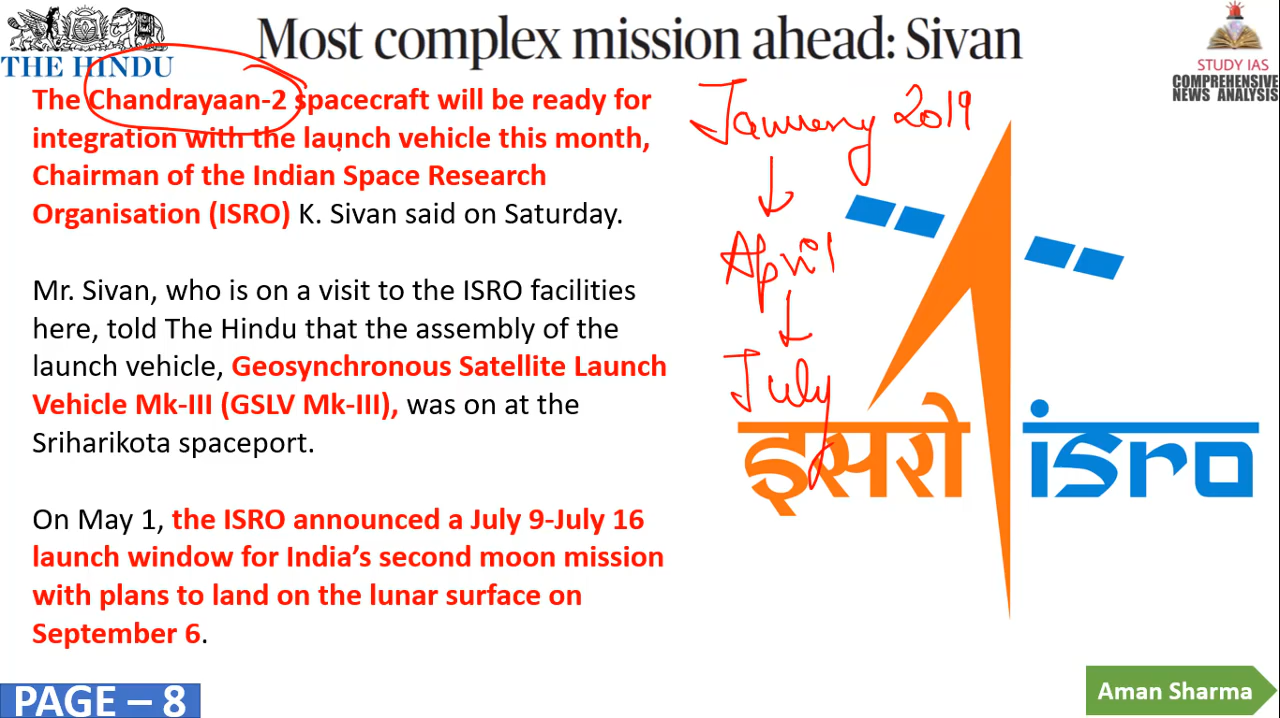 Most complex mission ahead: Sivan
THE HINDU
STUDY IAS
COMPREHENSIVE
NEWS ANALYSIS
The Chandrayaan-2 spacecraft will be ready for
integration with the launch vehicle this month,
Chairman of the Indian Space Research
Organisation (ISRO) K. Sivan said on Saturday.
Mr. Sivan, who is on a visit to the ISRO facilities
here, told The Hindu that the assembly of the
launch vehicle, Geosynchronous Satellite Launch
Vehicle Mk-III (GSLV Mk-III), was on at the
Sriharikota spaceport.
On May 1, the ISRO announced a July 9-July 16
launch window for India’s second moon mission
with plans to land on the lunar surface on
September 6.
January 2019
April
July
इसरो isro
PAGE – 8
Aman Sharma